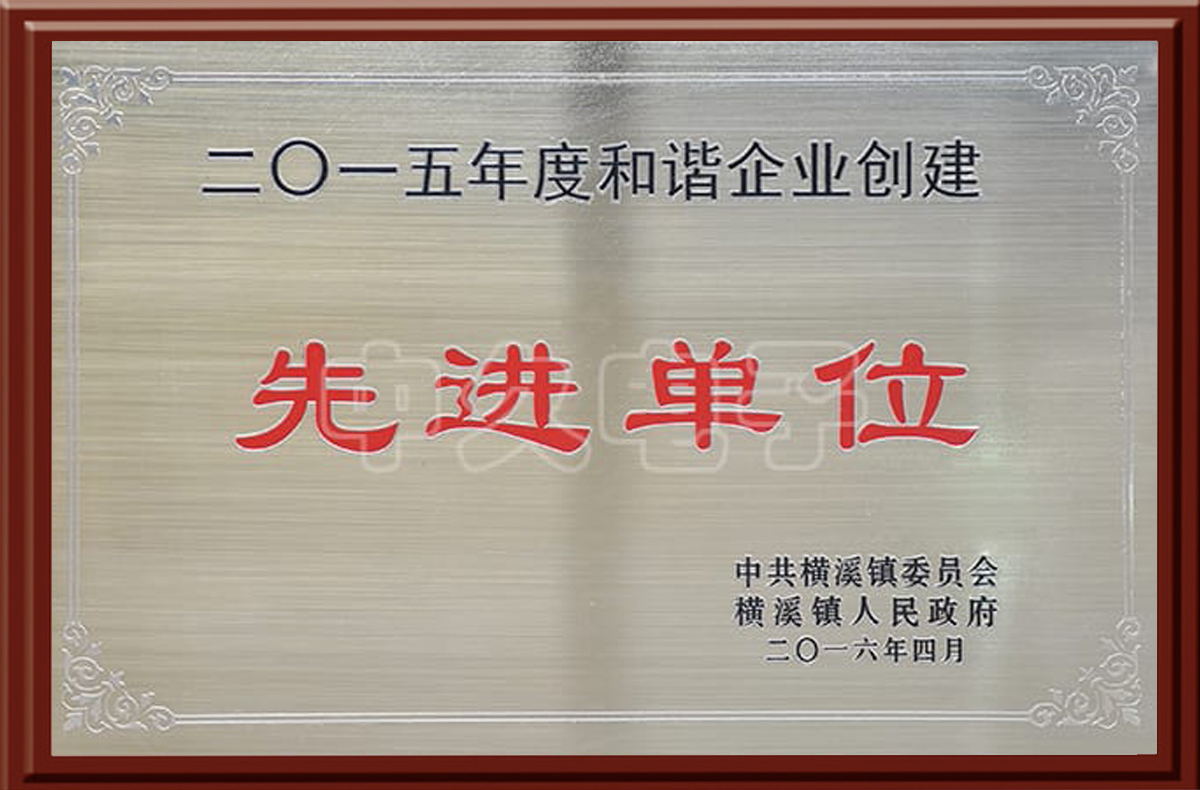 二〇一五年度和谐企业创建
先进单位
中共横溪镇委员会
横溪镇人民政府
二〇一六年四月